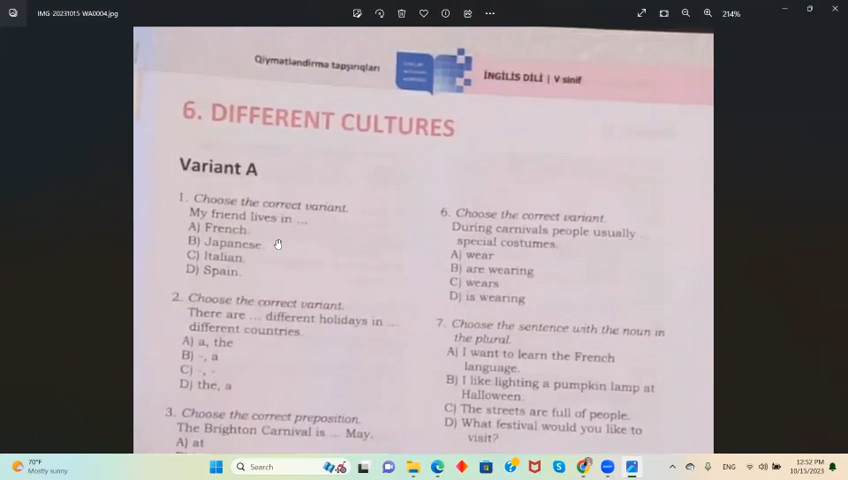 IMG-20231015-WA0004.jpg
214%
Qiymətləndirmə tapşırıqları
İNGİLİS DİLİ | V sinif
6. DIFFERENT CULTURES
Variant A
1. Choose the correct variant.
My friend lives in ...
A) French.
B) Japanese.
C) Italian.
D) Spain.
2. Choose the correct variant.
There are ... different holidays in ...
different countries.
A) a, the
B) -, a
C) -, -
D) the, a
3. Choose the correct preposition.
The Brighton Carnival is ... May.
A) at
6. Choose the correct variant.
During carnivals people usually ...
special costumes.
A) wear
B) are wearing
C) wears
D) is wearing
7. Choose the sentence with the noun in
the plural.
A) I want to learn the French
language.
B) I like lighting a pumpkin lamp at
Halloween.
C) The streets are full of people.
D) What festival would you like to
visit?
70°F
Mostly sunny
Search
ENG
12:52 PM
10/15/2023